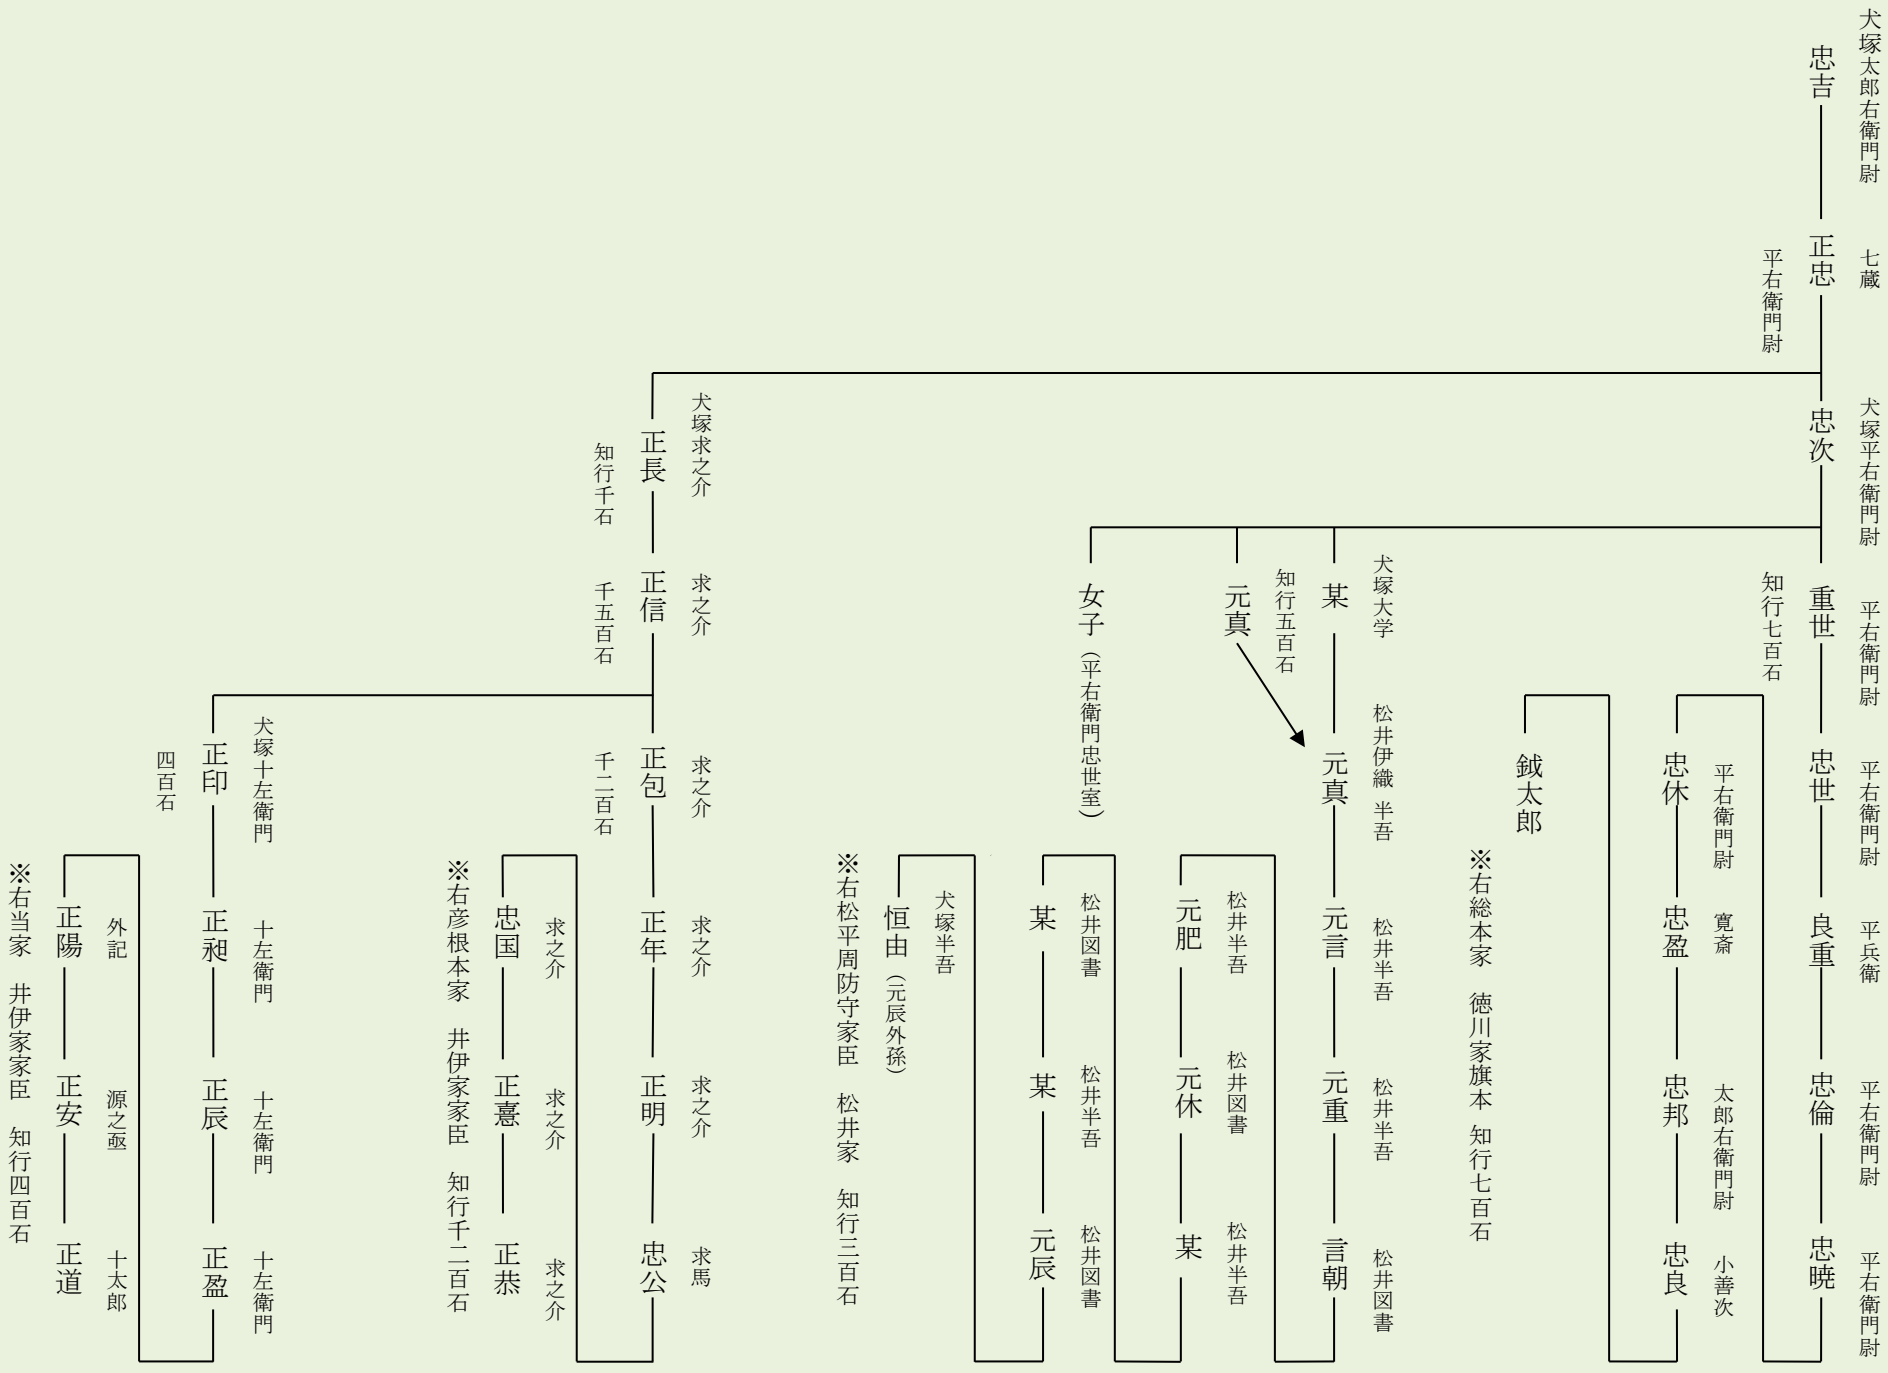 犬塚太郎右衛門尉
忠吉
七蔵
正忠
平右衛門尉
犬塚平右衛門尉
忠次
平右衛門尉
重世
知行七百石
平右衛門尉
忠世
平兵衛
良重
平右衛門尉
忠倫
平右衛門尉
忠暁
平右衛門尉
忠休
寛斎
忠盈
太郎右衛門尉
忠邦
小善次
忠良
鉞太郎
※右総本家　徳川家旗本 知行七百石
犬塚大学
某
知行五百石
元真
女子（平右衛門忠世室）
松井伊織 半吾
元真
松井半吾
元言
松井半吾
元重
松井図書
言朝
松井半吾
元肥
松井図書
元休
松井半吾
某
松井図書
某
松井半吾
某
松井図書
元辰
犬塚半吾
恒由（元辰外孫）
※右松平周防守家臣　松井家　知行三百石
犬塚求之介
正長
知行千石
求之介
正信
千五百石
求之介
正包
千二百石
求之介
正年
求之介
正明
求馬
忠公
求之介
忠国
求之介
正憙
求之介
正恭
※右彦根本家　井伊家家臣　知行千二百石
犬塚十左衛門
正印
四百石
十左衛門
正昶
十左衛門
正辰
十左衛門
正盈
外記
正陽
源之亟
正安
十太郎
正道
※右当家　井伊家家臣　知行四百石